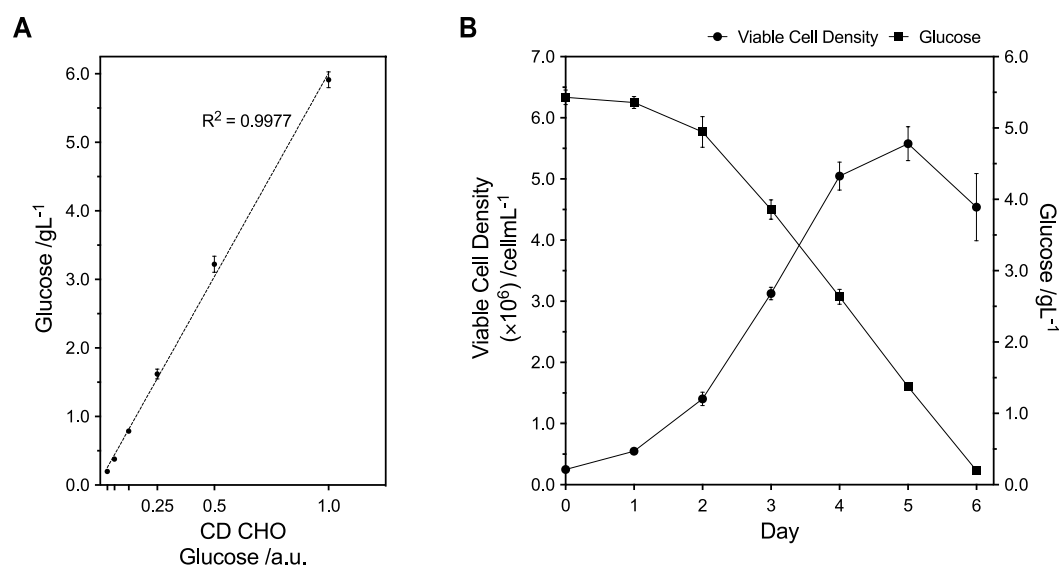 A
6.0
5.0
4.0
3.0
2.0
1.0
0.0
Glucose /gL⁻¹
R² = 0.9977
0.25
0.5
1.0
CD CHO
Glucose /a.u.
B
Viable Cell Density
Glucose
7.0
6.0
5.0
4.0
3.0
2.0
1.0
0.0
Viable Cell Density
(×10⁶) /cellmL⁻¹
6.0
5.0
4.0
3.0
2.0
1.0
0.0
Glucose /gL⁻¹
0 1 2 3 4 5 6
Day